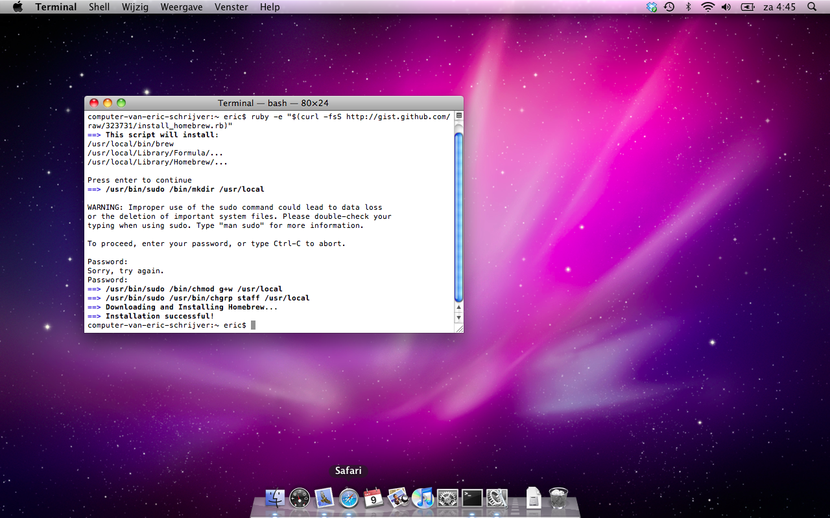 Terminal Shell Wijzig Weergave Venster Help za 4:45
Terminal — bash — 80×24
computer-van-eric-schrijver:~ eric$ ruby -e "$(curl -fsS http://gist.github.com/
raw/323731/install_homebrew.rb)"
==> This script will install:
/usr/local/bin/brew
/usr/local/Library/Formula/...
/usr/local/Library/Homebrew/...
Press enter to continue
==> /usr/bin/sudo /bin/mkdir /usr/local
WARNING: Improper use of the sudo command could lead to data loss
or the deletion of important system files. Please double-check your
typing when using sudo. Type "man sudo" for more information.
To proceed, enter your password, or type Ctrl-C to abort.
Password:
Sorry, try again.
Password:
==> /usr/bin/sudo /bin/chmod g+w /usr/local
==> /usr/bin/sudo /usr/bin/chgrp staff /usr/local
==> Downloading and Installing Homebrew...
==> Installation successful!
computer-van-eric-schrijver:~ eric$
Safari
9